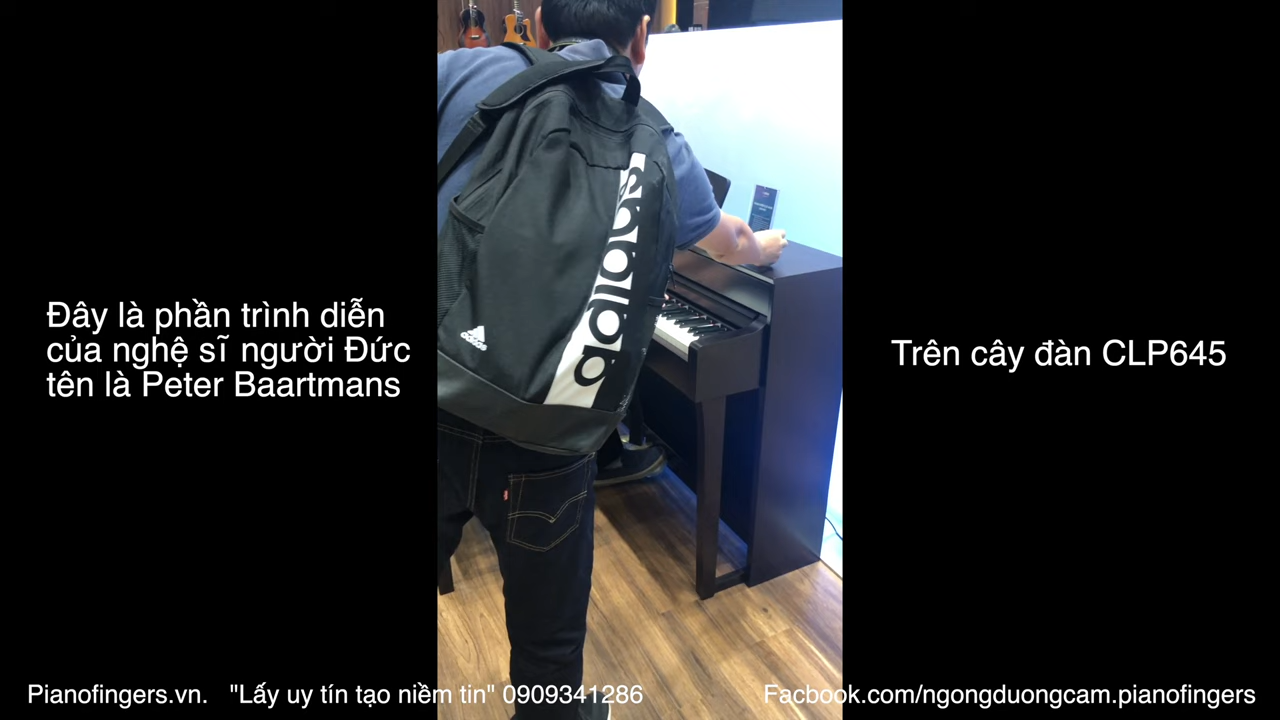 Đây là phần trình diễn
của nghệ sĩ người Đức
tên là Peter Baartmans
Trên cây đàn CLP645
adidas
adidas
Pianofingers.vn. "Lấy uy tín tạo niềm tin" 0909341286
Facbook.com/ngongduongcam.pianofingers